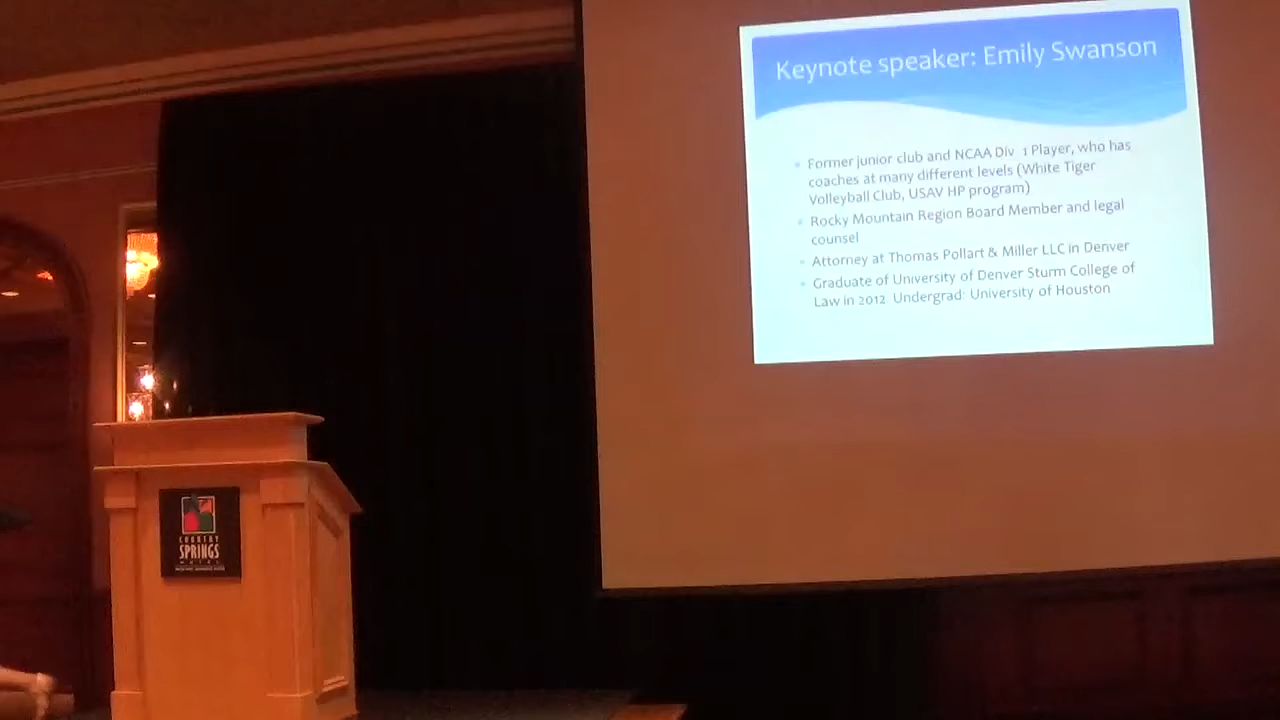 Keynote speaker: Emily Swanson
Former junior club and NCAA Div 1 Player, who has
coaches at many different levels (White Tiger
Volleyball Club, USAV HP program)
Rocky Mountain Region Board Member and legal
counsel
Attorney at Thomas Pollart & Miller LLC in Denver
Graduate of University of Denver Sturm College of
Law in 2012 Undergrad: University of Houston
COUNTRY
SPRINGS
HOTEL